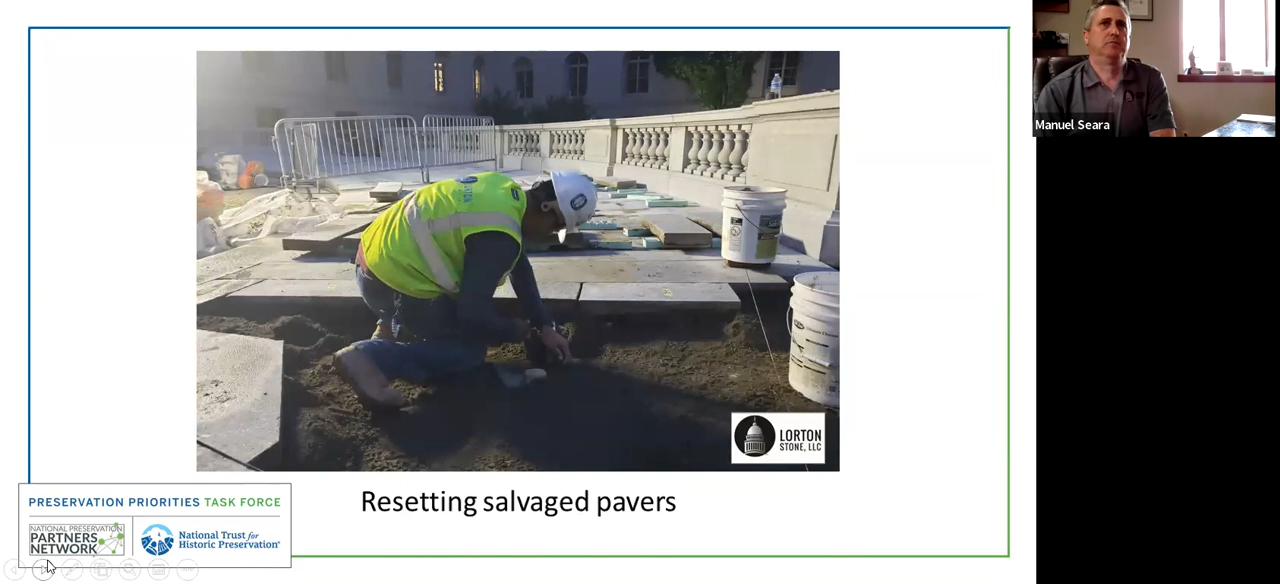 Manuel Seara
LORTON
STONE, LLC
Resetting salvaged pavers
PRESERVATION PRIORITIES TASK FORCE
NATIONAL PRESERVATION
PARTNERS
NETWORK
National Trust for
Historic Preservation®